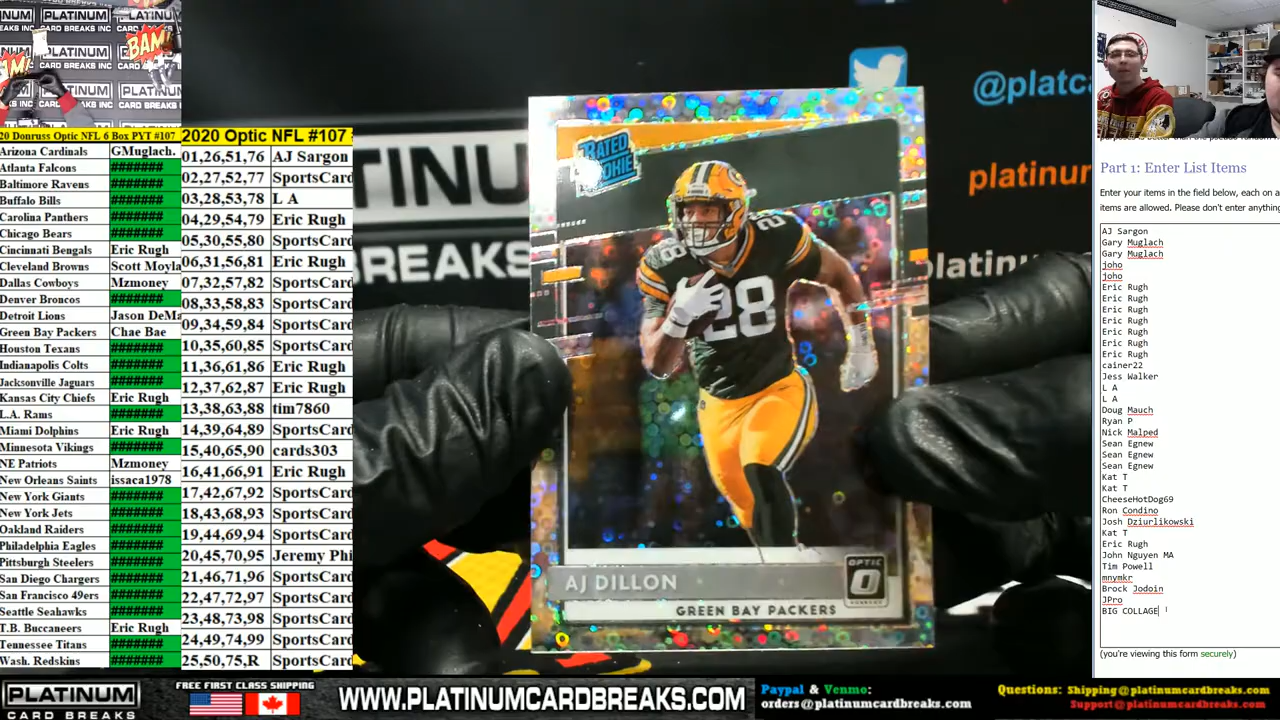 PLATINUM
CARD BREAKS INC
BAM!
20 Donruss Optic NFL 6 Box PYT #107
Arizona Cardinals GMuglach.
Atlanta Falcons #######
Baltimore Ravens #######
Buffalo Bills #######
Carolina Panthers #######
Chicago Bears #######
Cincinnati Bengals Eric Rugh
Cleveland Browns Scott Moyla
Dallas Cowboys Mzmoney
Denver Broncos #######
Detroit Lions Jason DeMa
Green Bay Packers Chae Bae
Houston Texans #######
Indianapolis Colts #######
Jacksonville Jaguars #######
Kansas City Chiefs Eric Rugh
L.A. Rams #######
Miami Dolphins Eric Rugh
Minnesota Vikings #######
NE Patriots Mzmoney
New Orleans Saints issaca1978
New York Giants #######
New York Jets #######
Oakland Raiders #######
Philadelphia Eagles #######
Pittsburgh Steelers #######
San Diego Chargers #######
San Francisco 49ers #######
Seattle Seahawks #######
T.B. Buccaneers Eric Rugh
Tennessee Titans #######
Wash. Redskins #######
2020 Optic NFL #107
01,26,51,76 AJ Sargon
02,27,52,77 SportsCard
03,28,53,78 L A
04,29,54,79 Eric Rugh
05,30,55,80 SportsCard
06,31,56,81 Eric Rugh
07,32,57,82 SportsCard
08,33,58,83 SportsCard
09,34,59,84 SportsCard
10,35,60,85 SportsCard
11,36,61,86 Eric Rugh
12,37,62,87 Eric Rugh
13,38,63,88 tim7860
14,39,64,89 SportsCard
15,40,65,90 cards303
16,41,66,91 Eric Rugh
17,42,67,92 SportsCard
18,43,68,93 SportsCard
19,44,69,94 SportsCard
20,45,70,95 Jeremy Phi
21,46,71,96 SportsCard
22,47,72,97 SportsCard
23,48,73,98 SportsCard
24,49,74,99 SportsCard
25,50,75,R SportsCard
TINU
BREAKS
@platca
platinum
platinu
RATED
ROOKIE
28
28
AJ DILLON
OPTIC
GREEN BAY PACKERS
Part 1: Enter List Items
Enter your items in the field below, each on a
items are allowed. Please don't enter anything
AJ Sargon
Gary Muglach
Gary Muglach
joho
joho
Eric Rugh
Eric Rugh
Eric Rugh
Eric Rugh
Eric Rugh
Eric Rugh
Eric Rugh
cainer22
Jess Walker
L A
L A
Doug Mauch
Ryan P
Nick Malped
Sean Egnew
Sean Egnew
Sean Egnew
Kat T
Kat T
CheeseHotDog69
Ron Condino
Josh Dziurlikowski
Kat T
Eric Rugh
John Nguyen MA
Tim Powell
mnymkr
Brock Jodoin
JPro
BIG COLLAGE
(you're viewing this form securely)
PLATINUM
CARD BREAKS
FREE FIRST CLASS SHIPPING
WWW.PLATINUMCARDBREAKS.COM
Paypal & Venmo:
orders@platinumcardbreaks.com
Questions: Shipping@platinumcardbreaks.com
Support@platinumcardbreaks.com